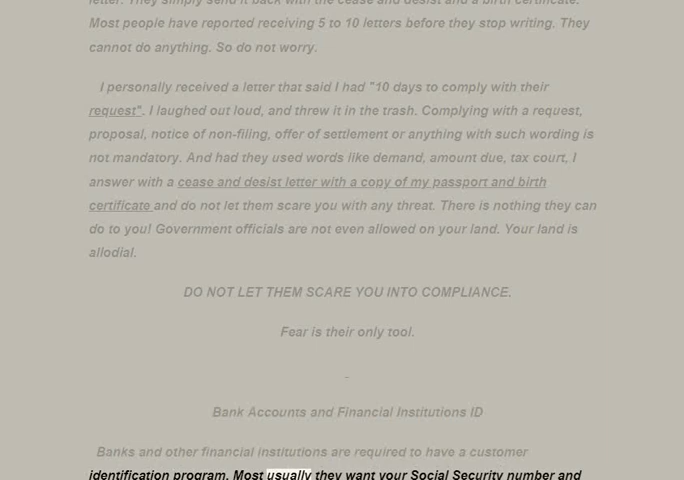 letter. They simply send it back with the cease and desist and a birth certificate.
Most people have reported receiving 5 to 10 letters before they stop writing. They
cannot do anything. So do not worry.
I personally received a letter that said I had "10 days to comply with their
request". I laughed out loud, and threw it in the trash. Complying with a request,
proposal, notice of non-filing, offer of settlement or anything with such wording is
not mandatory. And had they used words like demand, amount due, tax court, I
answer with a cease and desist letter with a copy of my passport and birth
certificate and do not let them scare you with any threat. There is nothing they can
do to you! Government officials are not even allowed on your land. Your land is
allodial.
DO NOT LET THEM SCARE YOU INTO COMPLIANCE.
Fear is their only tool.
Bank Accounts and Financial Institutions ID
Banks and other financial institutions are required to have a customer
identification program. Most usually they want your Social Security number and